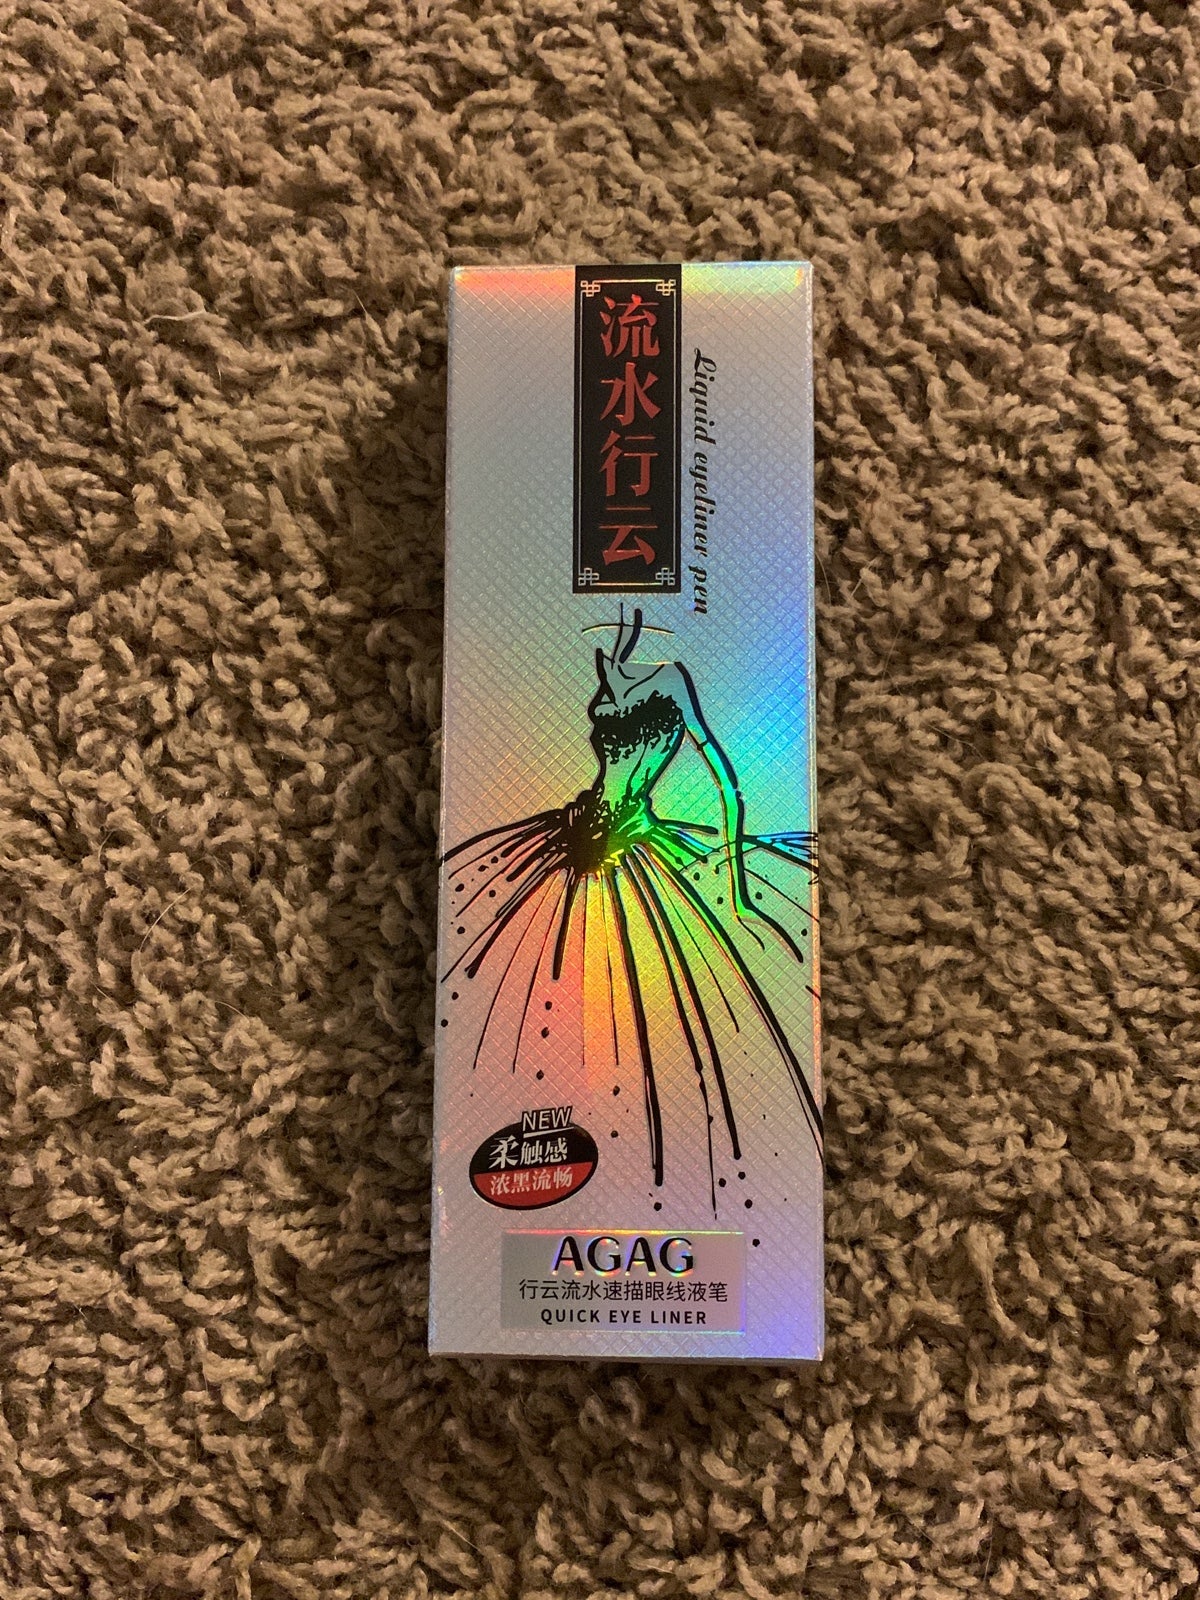 流水行云
Liquid eyeliner pen
NEW
柔触感
浓黑流畅
AGAG
行云流水速描眼线液笔
QUICK EYE LINER